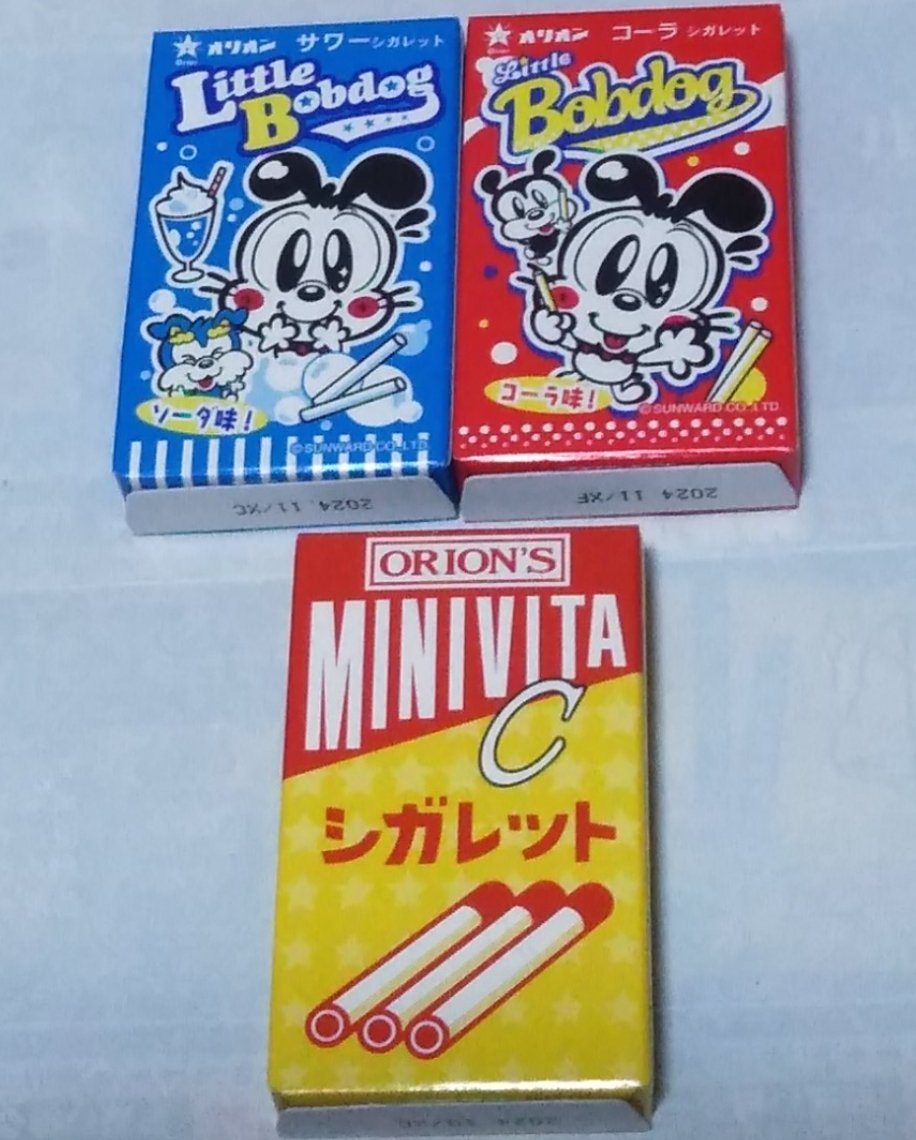 オリオン サワーシガレット
Little
Bobdog
ソーダ味!
©SUNWARD CO.,LTD.
2024. 11/XC
オリオン コーラシガレット
Little
Bobdog
コーラ味!
©SUNWARD CO.,LTD.
2024. 11/XF
ORION'S
MINIVITA
C
シガレット